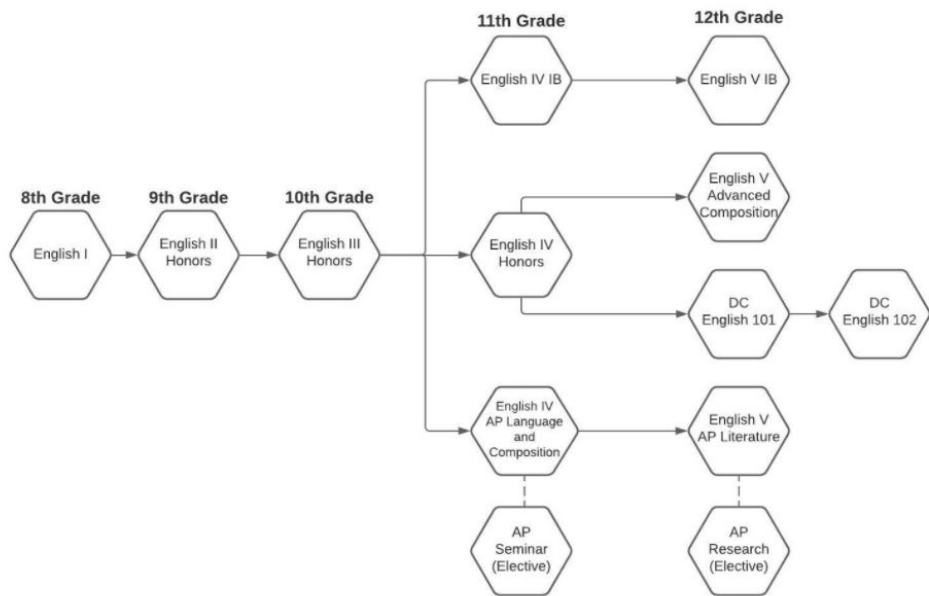 11th Grade
12th Grade
English IV IB
English V IB
8th Grade
9th Grade
10th Grade
English I
English II
Honors
English III
Honors
English IV
Honors
English V
Advanced
Composition
DC
English 101
DC
English 102
English IV
AP Language
and
Composition
English V
AP Literature
AP
Seminar
(Elective)
AP
Research
(Elective)